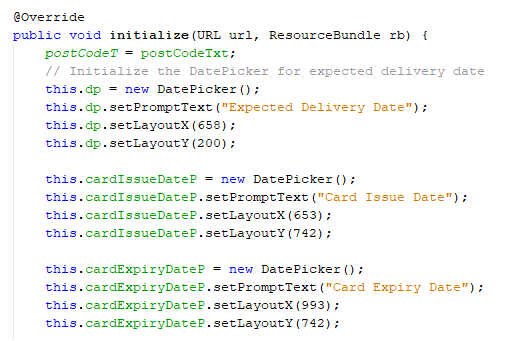 @Override
public void initialize(URL url, ResourceBundle rb) {
    postCodeT = postCodeTxt;
    // Initialize the DatePicker for expected delivery date
    this.dp = new DatePicker();
    this.dp.setPromptText("Expected Delivery Date");
    this.dp.setLayoutX(658);
    this.dp.setLayoutY(200);

    this.cardIssueDateP = new DatePicker();
    this.cardIssueDateP.setPromptText("Card Issue Date");
    this.cardIssueDateP.setLayoutX(653);
    this.cardIssueDateP.setLayoutY(742);

    this.cardExpiryDateP = new DatePicker();
    this.cardExpiryDateP.setPromptText("Card Expiry Date");
    this.cardExpiryDateP.setLayoutX(993);
    this.cardExpiryDateP.setLayoutY(742);